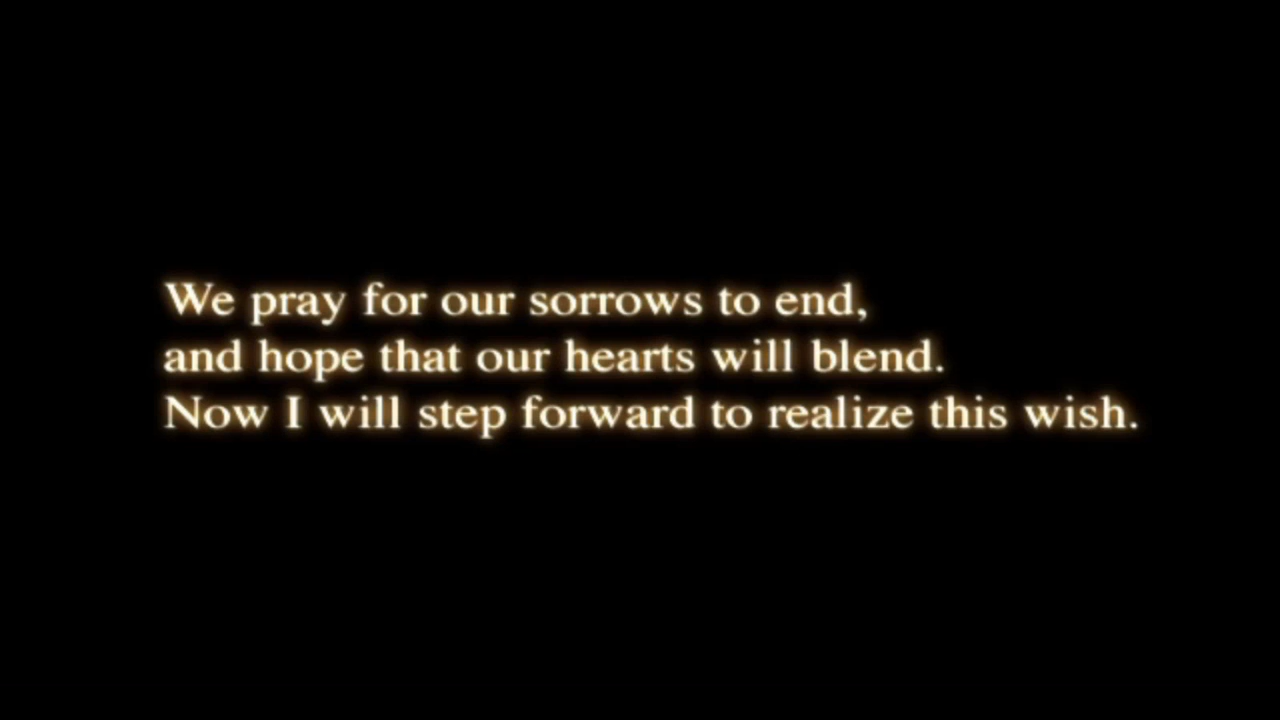 We pray for our sorrows to end,
and hope that our hearts will blend.
Now I will step forward to realize this wish.